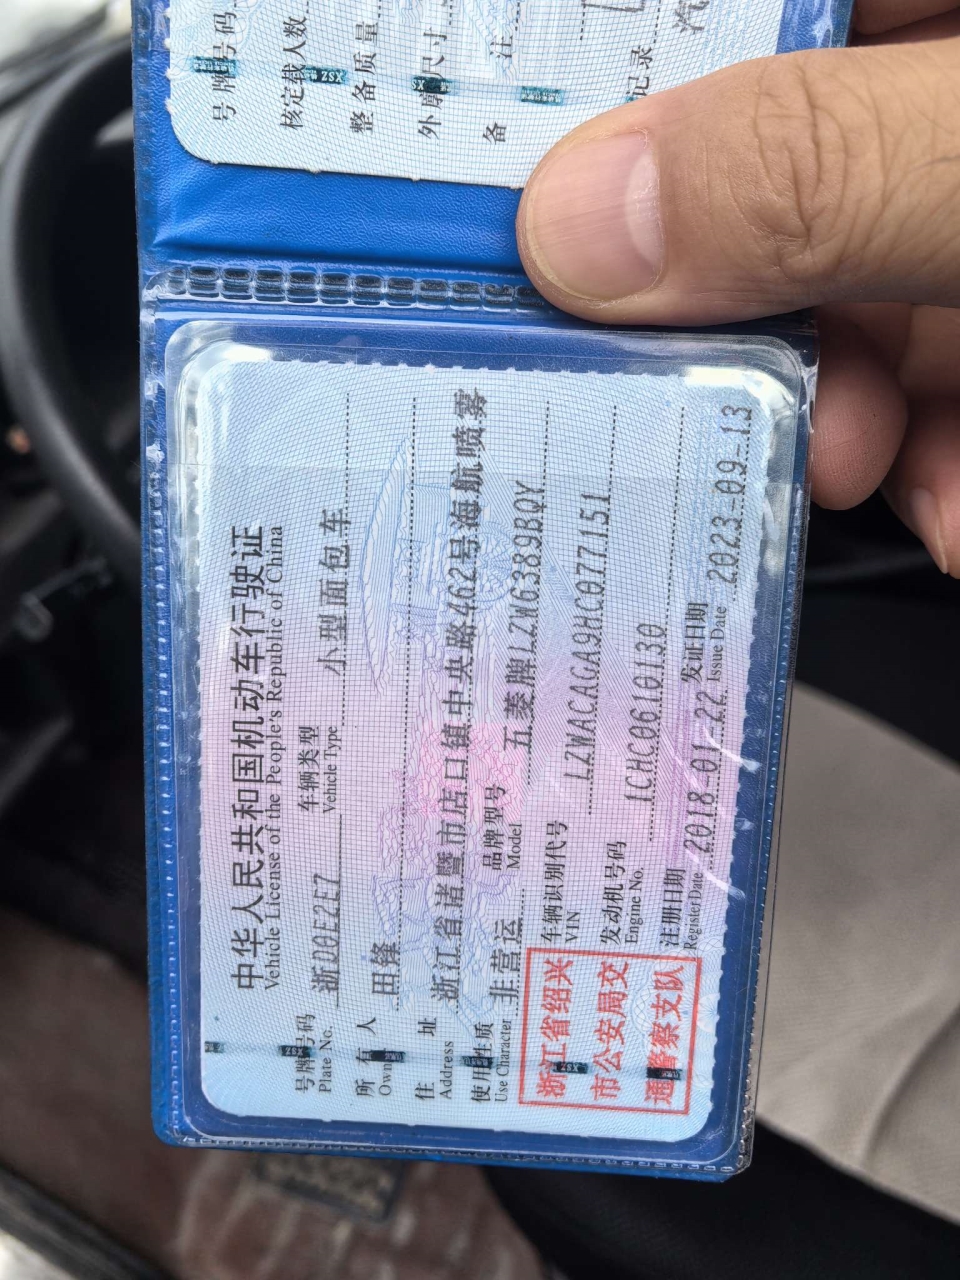 号牌号码
核定载人数
整备质量
外廓尺寸
备注
记录
汽
中华人民共和国机动车行驶证
Vehicle License of the People's Republic of China
号牌号码 浙D0E2E7 车辆类型 小型面包车
Plate No. Vehicle Type
所有人 田锋
Owner
住址 浙江省诸暨市店口镇中央路462号海航喷雾
Address
使用性质 非营运 品牌型号 五菱牌LZW6389BQY
Use Character Model
车辆识别代号 LZWACAGA9HC077151
VIN
发动机号码 1CHC0610130
Engine No.
注册日期 2018-01-22 发证日期 2023-09-13
Register Date Issue Date
浙江省绍兴
市公安局交
通警察支队